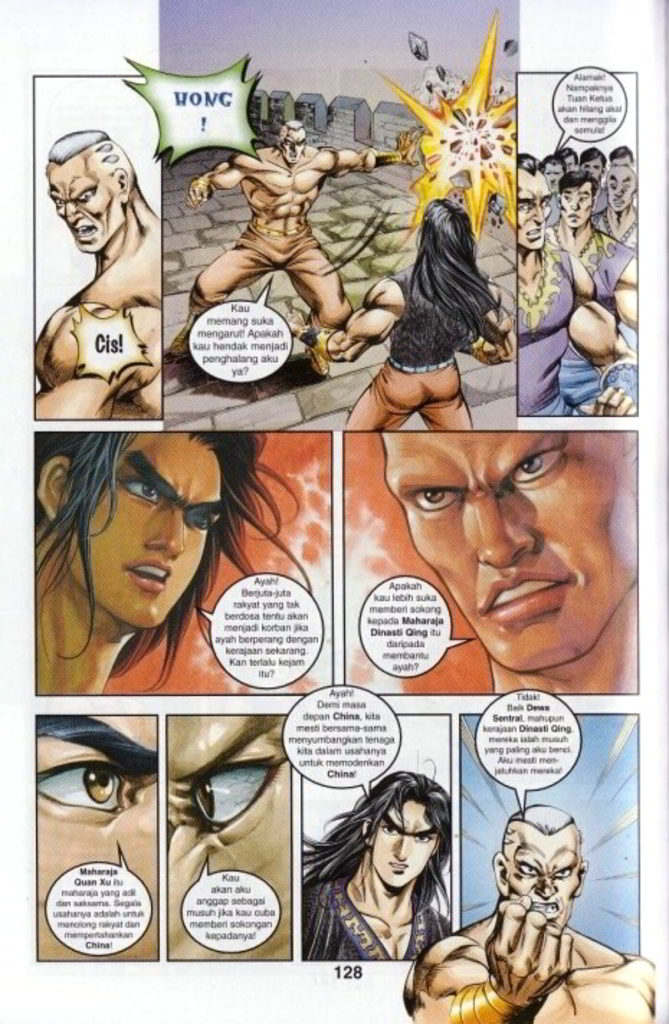 HONG
!
Cis!
Kau
memang suka
mengarut! Apakah
kau hendak menjadi
penghalang aku
ya?
Alamak!
Nampaknya
Tuan Ketua
akan hilang akal
dan menggila
semula!
Ayah!
Berjuta-juta
rakyat yang tak
berdosa tentu akan
menjadi korban jika
ayah berperang dengan
kerajaan sekarang.
Kan terlalu kejam
itu?
Apakah
kau lebih suka
memberi sokong
kepada Maharaja
Dinasti Qing itu
daripada
membantu
ayah?
Maharaja
Quan Xu itu
maharaja yang adil
dan saksama. Segala
usahanya adalah untuk
menolong rakyat dan
mempertahankan
China!
Kau
akan aku
anggap sebagai
musuh jika kau cuba
memberi sokongan
kepadanya!
Ayah!
Demi masa
depan China, kita
mesti bersama-sama
menyumbangkan tenaga
kita dalam usahanya
untuk memodenkan
China!
Tidak!
Baik Dewa
Sentral, mahupun
kerajaan Dinasti Qing,
mereka ialah musuh
yang paling aku benci.
Aku mesti men-
jatuhkan mereka!
128